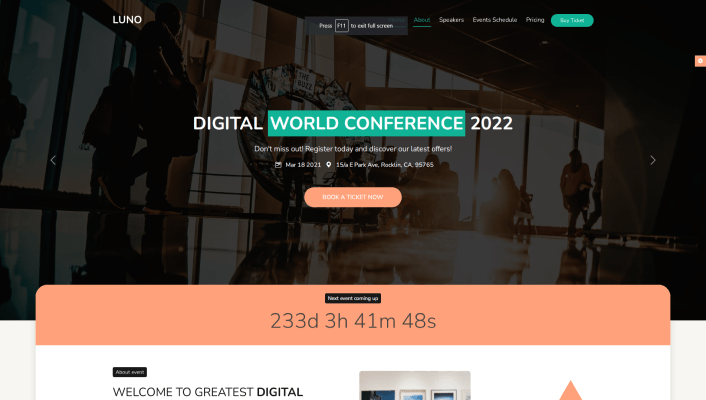 LUNO
Press F11 to exit full screen
About Speakers Events Schedule Pricing Buy Ticket
DIGITAL WORLD CONFERENCE 2022
Don't miss out! Register today and discover our latest offers!
Mar 18 2021 15/a E Park Ave, Rocklin, CA, 95765
BOOK A TICKET NOW
Next event coming up
233d 3h 41m 48s
About event
WELCOME TO GREATEST DIGITAL